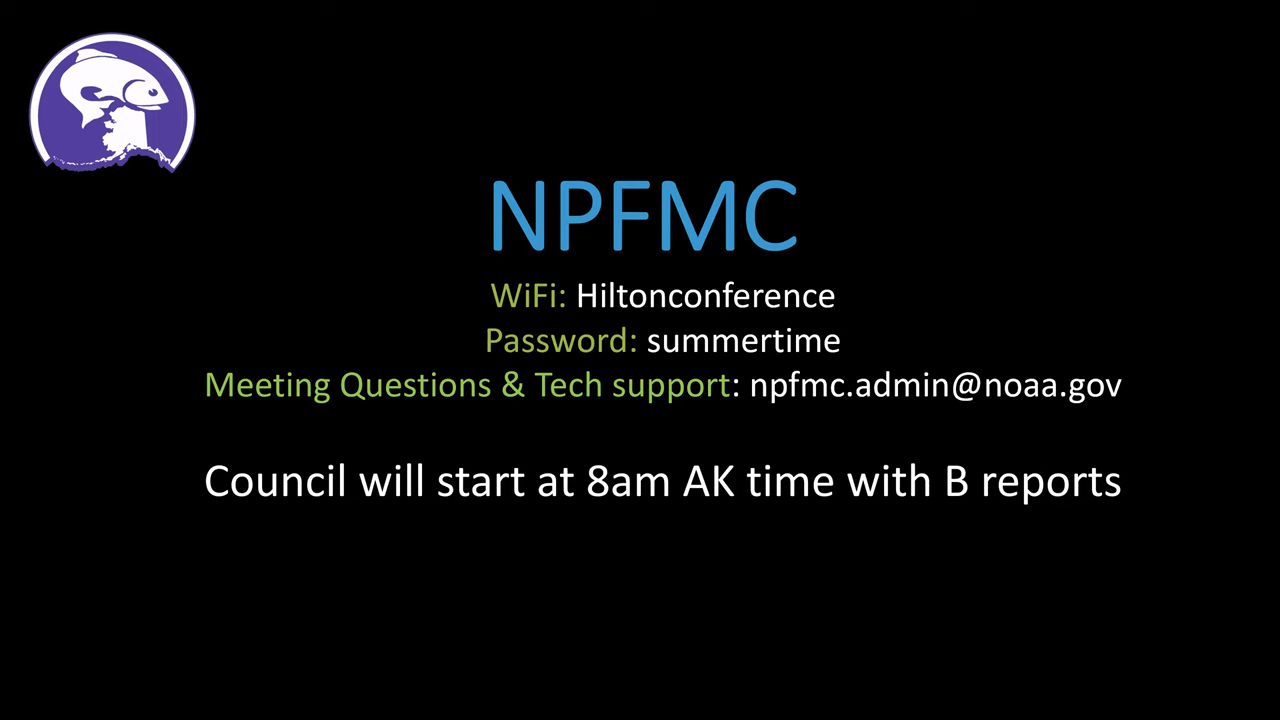 NPFMC
WiFi: Hiltonconference
Password: summertime
Meeting Questions & Tech support: npfmc.admin@noaa.gov
Council will start at 8am AK time with B reports